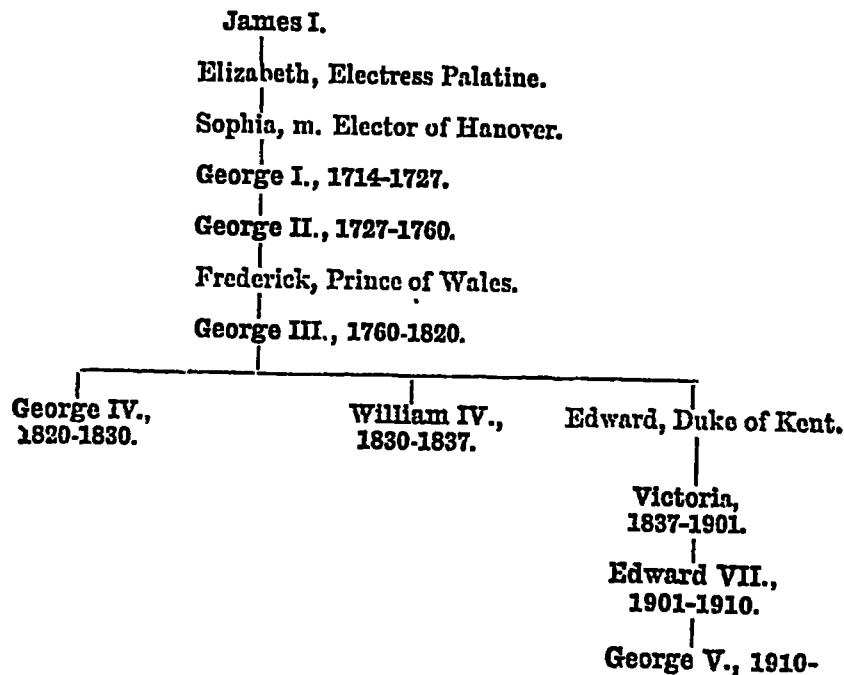 James I.
Elizabeth, Electress Palatine.
Sophia, m. Elector of Hanover.
George I., 1714-1727.
George II., 1727-1760.
Frederick, Prince of Wales.
George III., 1760-1820.
George IV.,
1820-1830.
William IV.,
1830-1837.
Edward, Duke of Kent.
Victoria,
1837-1901.
Edward VII.,
1901-1910.
George V., 1910-